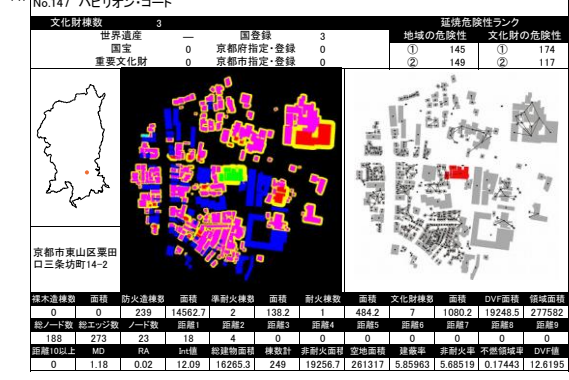 No.147 パビリオン・コート
文化財棟数 3 延焼危険性ランク
世界遺産 — 国登録 3 地域の危険性 文化財の危険性
国宝 0 京都府指定・登録 0 ① 145 ① 174
重要文化財 0 京都市指定・登録 0 ② 149 ② 117
京都市東山区粟田
口三条坊町14-2
裸木造棟数 面積 防火造棟数 面積 準耐火棟数 面積 耐火棟数 面積 文化財棟数 面積 DVF面積 領域面積
0 0 239 14562.7 2 138.2 1 484.2 7 1080.2 19248.5 277582
総ノード数 総エッジ数 ノード数 距離1 距離2 距離3 距離4 距離5 距離6 距離7 距離8 距離9
188 273 23 18 4 0 0 0 0 0 0 0
距離10以上 MD RA Int値 総建物面積 棟数計 非耐火面積 空地面積 建蔽率 非耐火率 不燃領域率 DVF値
0 1.18 0.02 12.09 16265.3 249 19256.7 261317 5.85963 5.68519 0.17443 12.6195